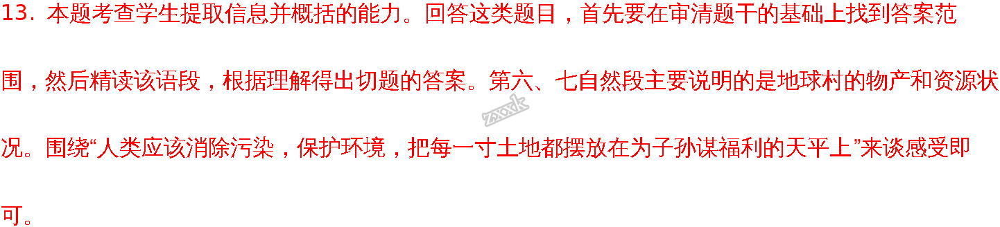 13. 本题考查学生提取信息并概括的能力。回答这类题目，首先要在审清题干的基础上找到答案范
围，然后精读该语段，根据理解得出切题的答案。第六、七自然段主要说明的是地球村的物产和资源状
zxxk
况。围绕“人类应该消除污染，保护环境，把每一寸土地都摆放在为子孙谋福利的天平上”来谈感受即
可。